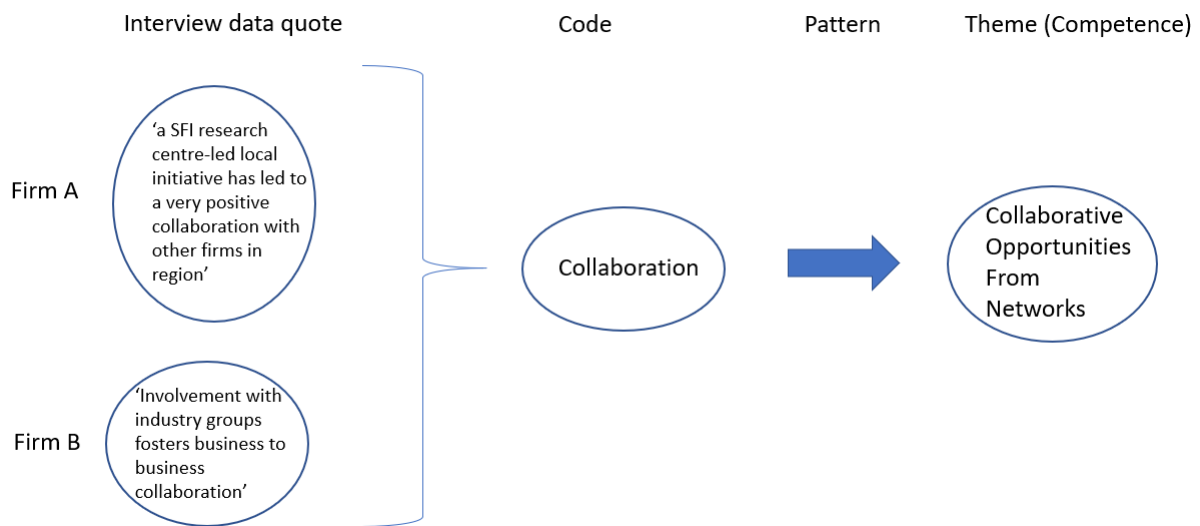 Interview data quote
Code
Pattern
Theme (Competence)
Firm A
‘a SFI research
centre-led local
initiative has led to
a very positive
collaboration with
other firms in
region’
Collaboration
Collaborative
Opportunities
From
Networks
Firm B
‘Involvement with
industry groups
fosters business to
business
collaboration’